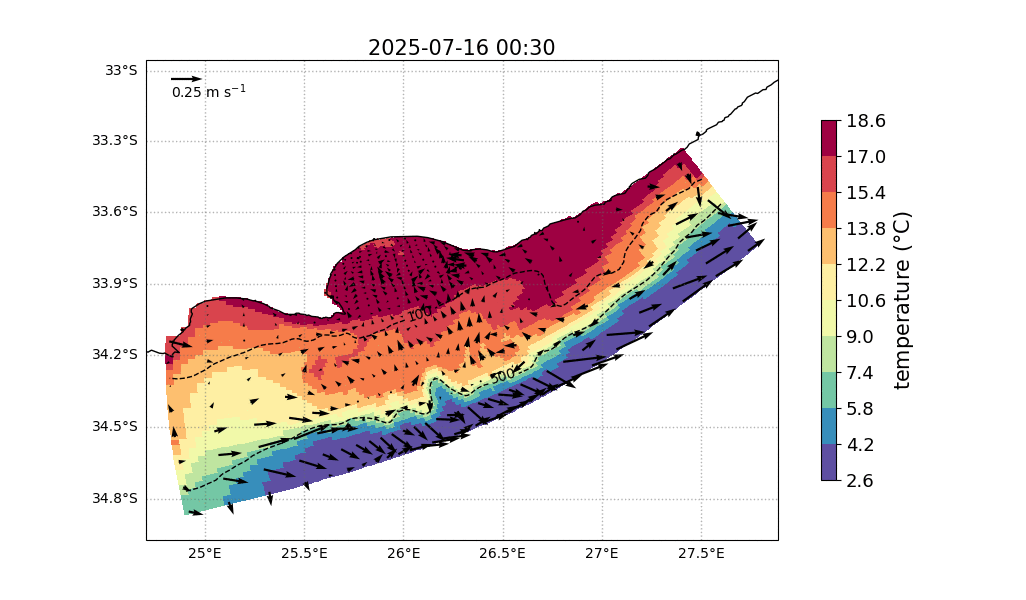 2025-07-16 00:30
33°S
33.3°S
33.6°S
33.9°S
34.2°S
34.5°S
34.8°S
0.25 m s⁻¹
100
500
25°E
25.5°E
26°E
26.5°E
27°E
27.5°E
18.6
17.0
15.4
13.8
12.2
10.6
9.0
7.4
5.8
4.2
2.6
temperature (°C)